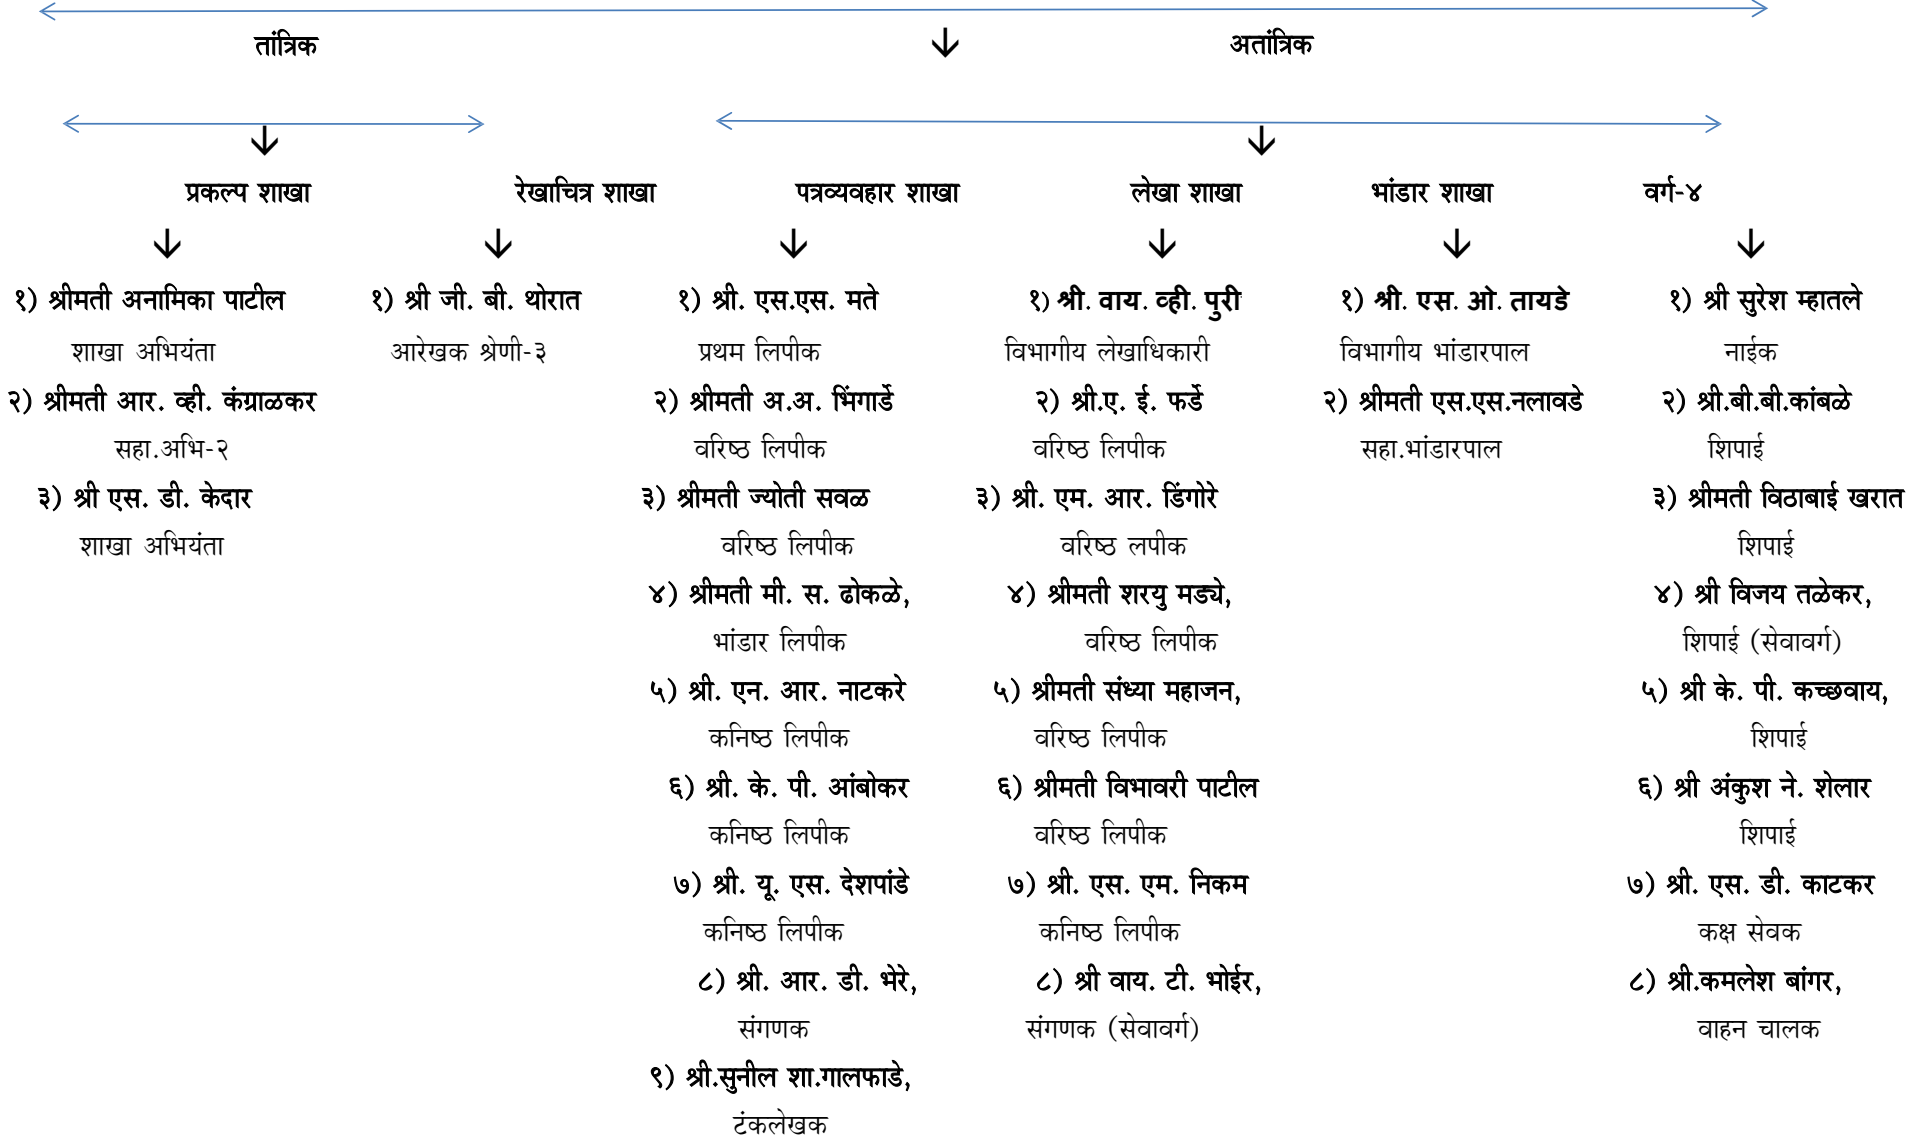 तांत्रिक
अतांत्रिक
प्रकल्प शाखा
१) श्रीमती अनामिका पाटील
शाखा अभियंता
२) श्रीमती आर. व्ही. कंग्राळकर
सहा.अभि-२
३) श्री एस. डी. केदार
शाखा अभियंता
रेखाचित्र शाखा
१) श्री जी. बी. थोरात
आरेखक श्रेणी-३
पत्रव्यवहार शाखा
१) श्री. एस.एस. मते
प्रथम लिपीक
२) श्रीमती अ.अ. भिंगार्डे
वरिष्ठ लिपीक
३) श्रीमती ज्योती सवळ
वरिष्ठ लिपीक
४) श्रीमती मी. स. ढोकळे,
भांडार लिपीक
५) श्री. एन. आर. नाटकरे
कनिष्ठ लिपीक
६) श्री. के. पी. आंबोकर
कनिष्ठ लिपीक
७) श्री. यू. एस. देशपांडे
कनिष्ठ लिपीक
८) श्री. आर. डी. भेरे,
संगणक
९) श्री.सुनील शा.गालफाडे,
टंकलेखक
लेखा शाखा
१) श्री. वाय. व्ही. पुरी
विभागीय लेखाधिकारी
२) श्री.ए. ई. फर्डे
वरिष्ठ लिपीक
३) श्री. एम. आर. डिंगोरे
वरिष्ठ लपीक
४) श्रीमती शरयु मड्ये,
वरिष्ठ लिपीक
५) श्रीमती संध्या महाजन,
वरिष्ठ लिपीक
६) श्रीमती विभावरी पाटील
वरिष्ठ लिपीक
७) श्री. एस. एम. निकम
कनिष्ठ लिपीक
८) श्री वाय. टी. भोईर,
संगणक (सेवावर्ग)
भांडार शाखा
१) श्री. एस. ओ. तायडे
विभागीय भांडारपाल
२) श्रीमती एस.एस.नलावडे
सहा.भांडारपाल
वर्ग-४
१) श्री सुरेश म्हातले
नाईक
२) श्री.बी.बी.कांबळे
शिपाई
३) श्रीमती विठाबाई खरात
शिपाई
४) श्री विजय तळेकर,
शिपाई (सेवावर्ग)
५) श्री के. पी. कच्छवाय,
शिपाई
६) श्री अंकुश ने. शेलार
शिपाई
७) श्री. एस. डी. काटकर
कक्ष सेवक
८) श्री.कमलेश बांगर,
वाहन चालक